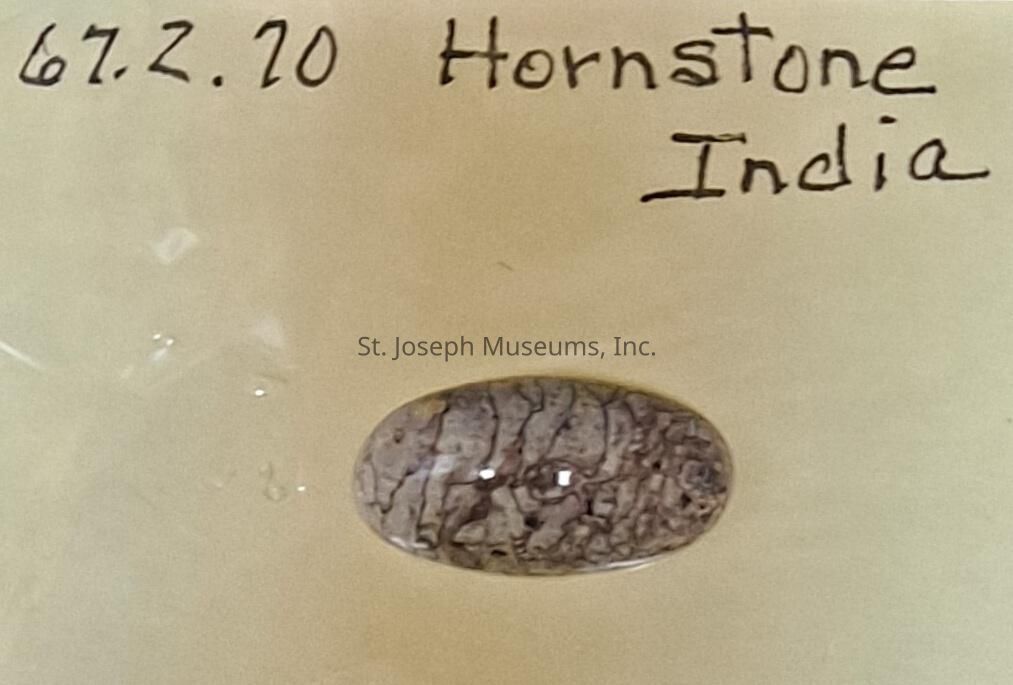 67.2.70 Hornstone
India
St. Joseph Museums, Inc.